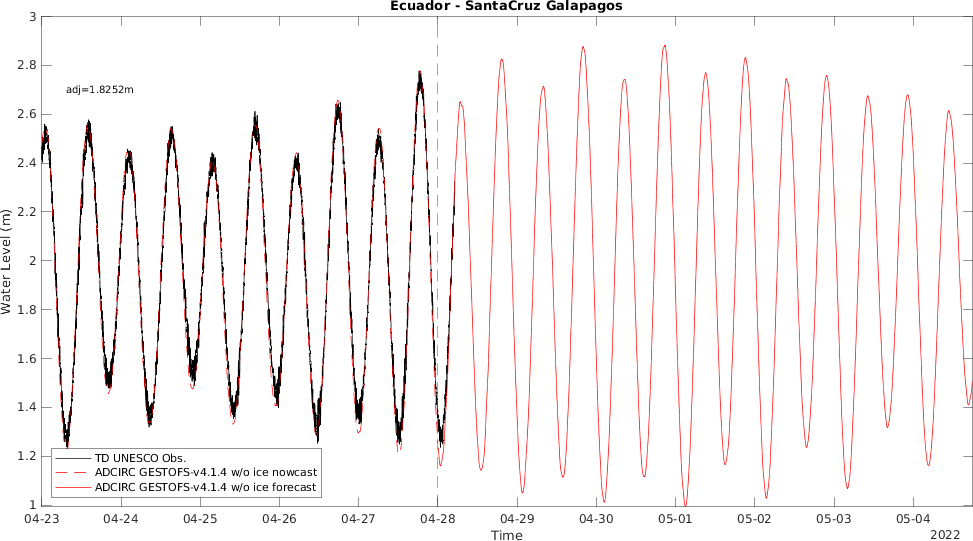 Ecuador - SantaCruz Galapagos
3
2.8
adj=1.8252m
2.6
2.4
2.2
2
1.8
1.6
1.4
1.2
1
Water Level (m)
TD UNESCO Obs.
ADCIRC GESTOFS-v4.1.4 w/o ice nowcast
ADCIRC GESTOFS-v4.1.4 w/o ice forecast
04-23 04-24 04-25 04-26 04-27 04-28 04-29 04-30 05-01 05-02 05-03 05-04
Time
2022